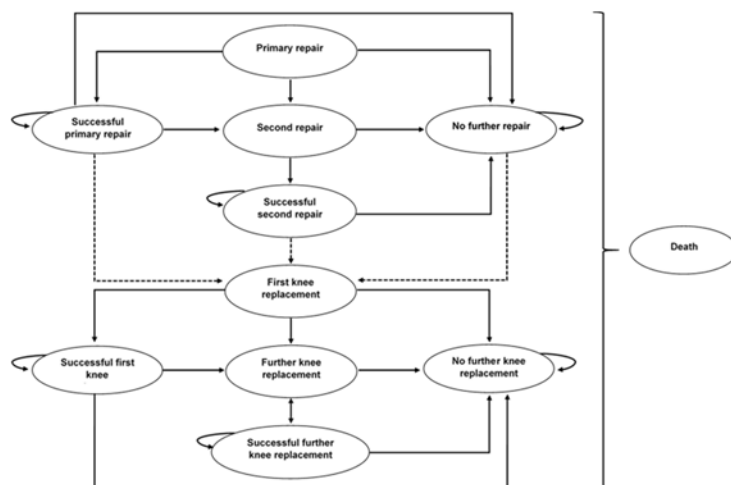 Primary repair
Successful
primary repair
Second repair
No further repair
Successful
second repair
Death
First knee
replacement
Successful first
knee
Further knee
replacement
No further knee
replacement
Successful further
knee replacement